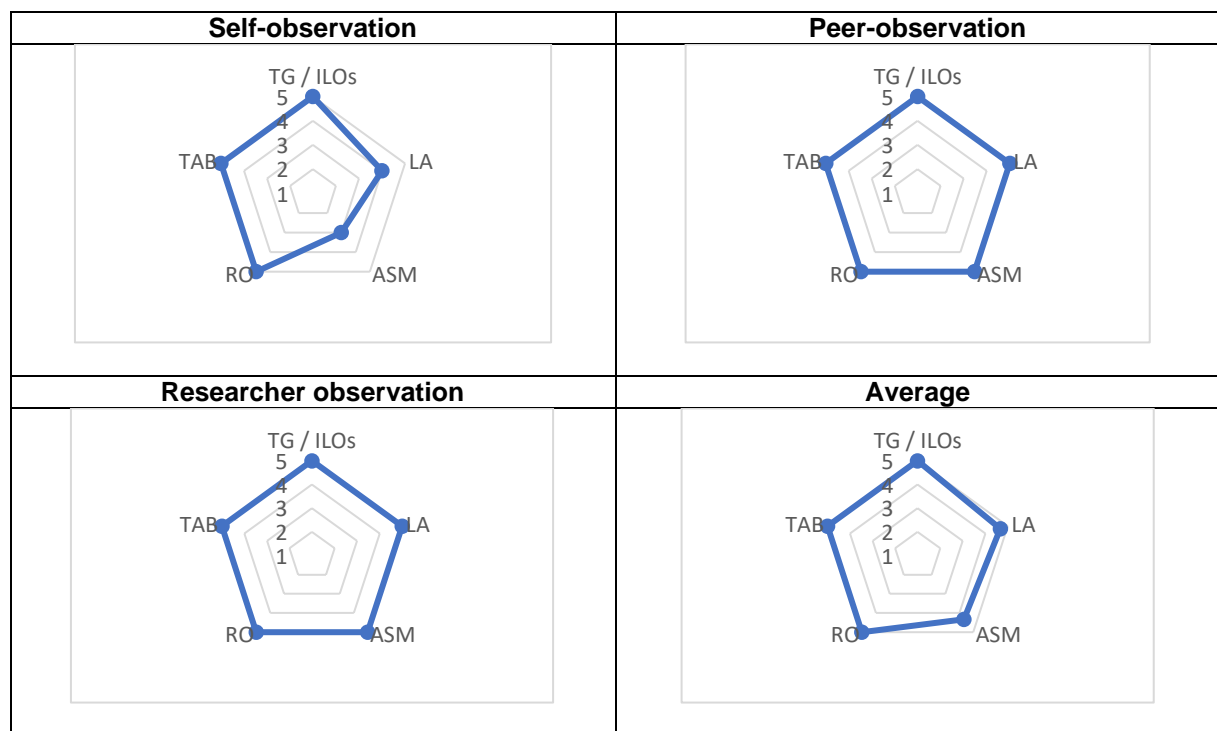 Self-observation
TG / ILOs
5
4
TAB
3
LA
2
1
RO
ASM
Peer-observation
TG / ILOs
5
4
TAB
3
LA
2
1
RO
ASM
Researcher observation
TG / ILOs
5
4
TAB
3
LA
2
1
RO
ASM
Average
TG / ILOs
5
4
TAB
3
LA
2
1
RO
ASM